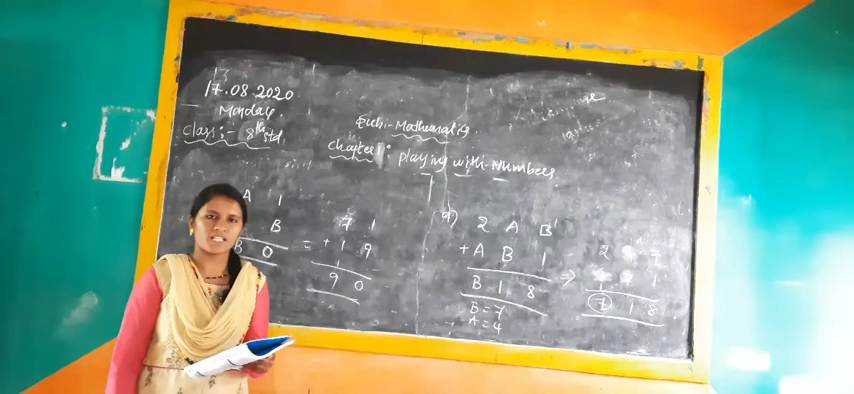 13
17.08.2020
Monday.
Class:- 8th std
Sub:- Mathematics.
Chapter: Playing with Numbers
A 1
B
B 0
= 7 1
+ 1 9
9 0
2 A B
+ A B 1
B 1 8
B = 7
A = 4
⇒ 2 7
1
7 1 8